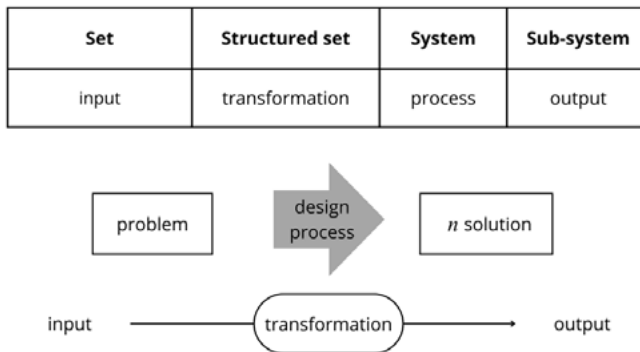 Set Structured set System Sub-system
input transformation process output
problem design process n solution
input transformation output